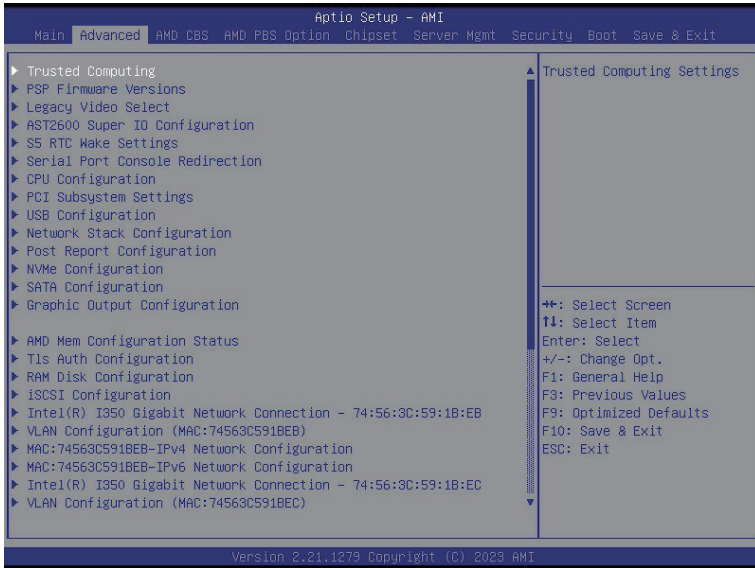 Aptio Setup – AMI
Main Advanced AMD CBS AMD PBS Option Chipset Server Mgmt Security Boot Save & Exit
Trusted Computing
PSP Firmware Versions
Legacy Video Select
AST2600 Super IO Configuration
S5 RTC Wake Settings
Serial Port Console Redirection
CPU Configuration
PCI Subsystem Settings
USB Configuration
Network Stack Configuration
Post Report Configuration
NVMe Configuration
SATA Configuration
Graphic Output Configuration
AMD Mem Configuration Status
Tls Auth Configuration
RAM Disk Configuration
iSCSI Configuration
Intel(R) I350 Gigabit Network Connection – 74:56:3C:59:1B:EB
VLAN Configuration (MAC:74563C591BEB)
MAC:74563C591BEB-IPv4 Network Configuration
MAC:74563C591BEB-IPv6 Network Configuration
Intel(R) I350 Gigabit Network Connection – 74:56:3C:59:1B:EC
VLAN Configuration (MAC:74563C591BEC)
Trusted Computing Settings
→←: Select Screen
↑↓: Select Item
Enter: Select
+/-: Change Opt.
F1: General Help
F3: Previous Values
F9: Optimized Defaults
F10: Save & Exit
ESC: Exit
Version 2.21.1279 Copyright (C) 2023 AMI